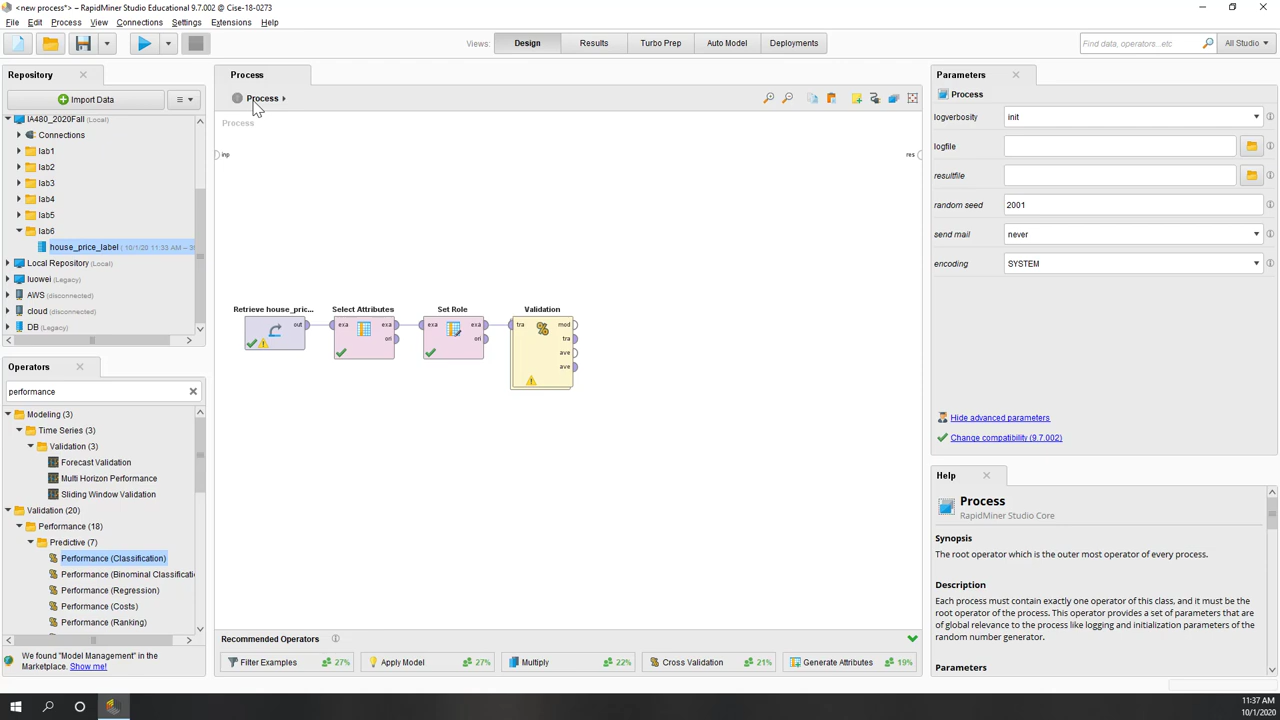 <new process*> – RapidMiner Studio Educational 9.7.002 @ Cise-18-0273
File Edit Process View Connections Settings Extensions Help
Views: Design Results Turbo Prep Auto Model Deployments
Find data, operators...etc
All Studio
Repository
Import Data
IA480_2020Fall (Local)
Connections
lab1
lab2
lab3
lab4
lab5
lab6
house_price_label (10/1/20 11:33 AM –
Local Repository (Local)
luowei (Legacy)
AWS (disconnected)
cloud (disconnected)
DB (Legacy)
Operators
performance
Modeling (3)
Time Series (3)
Validation (3)
Forecast Validation
Multi Horizon Performance
Sliding Window Validation
Validation (20)
Performance (18)
Predictive (7)
Performance (Classification)
Performance (Binominal Classificati
Performance (Regression)
Performance (Costs)
Performance (Ranking)
We found "Model Management" in the
Marketplace. Show me!
Process
Process
Process
inp
res
Retrieve house_pric...
out
Select Attributes
exa exa
ori
Set Role
exa exa
ori
Validation
tra mod
tra
ave
ave
Recommended Operators
Filter Examples 27%
Apply Model 27%
Multiply 22%
Cross Validation 21%
Generate Attributes 19%
Parameters
Process
logverbosity init
logfile
resultfile
random seed 2001
send mail never
encoding SYSTEM
Hide advanced parameters
Change compatibility (9.7.002)
Help
Process
RapidMiner Studio Core
Synopsis
The root operator which is the outer most operator of every process.
Description
Each process must contain exactly one operator of this class, and it must be the
root operator of the process. This operator provides a set of parameters that are
of global relevance to the process like logging and initialization parameters of the
random number generator.
Parameters
11:37 AM
10/1/2020